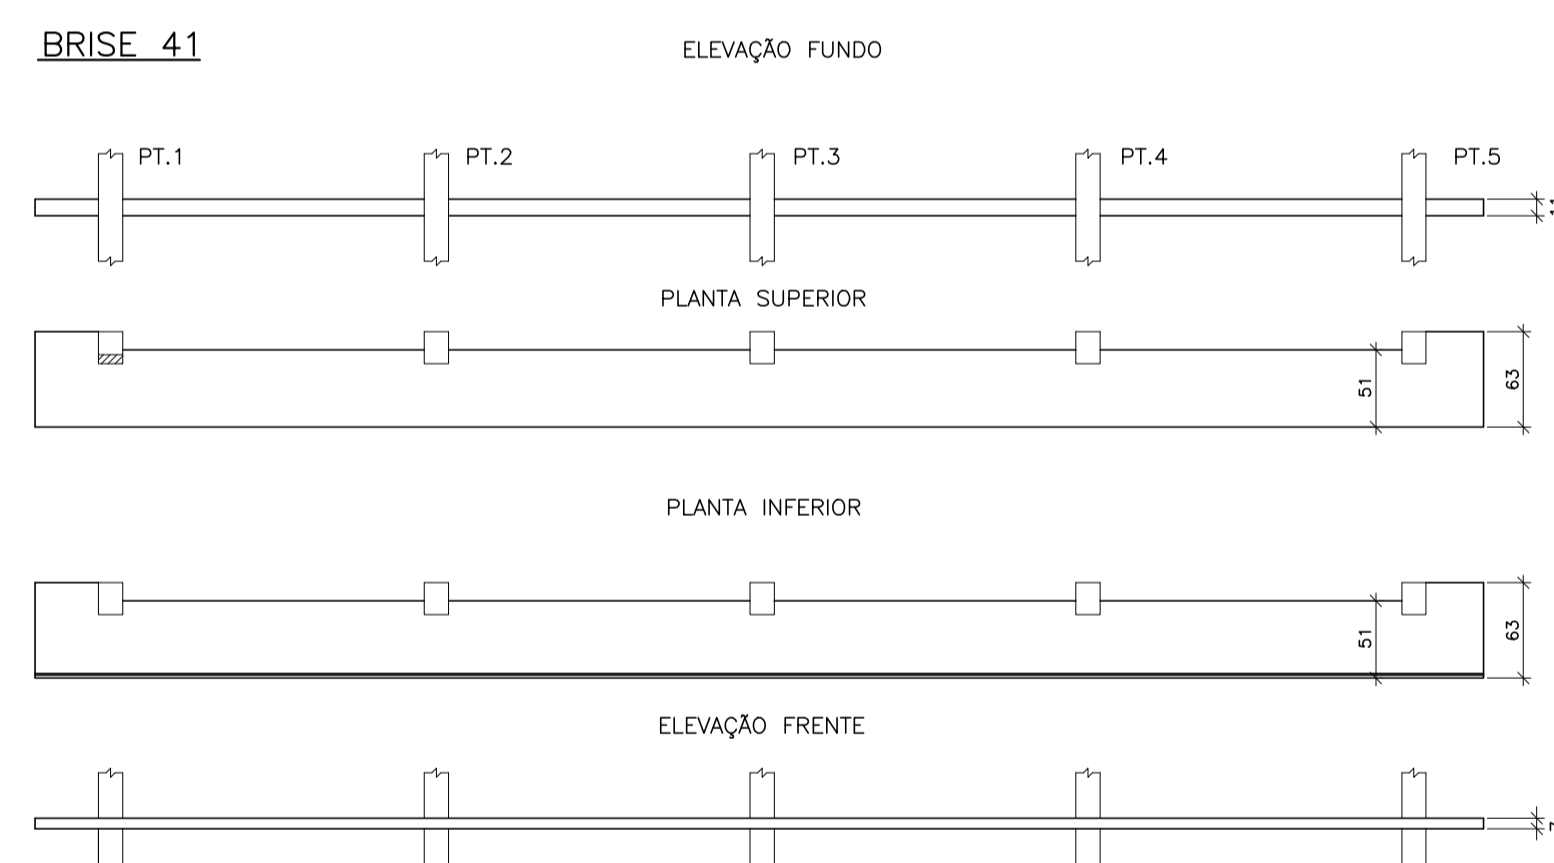 BRISE 41
ELEVAÇÃO FUNDO
PT.1
PT.2
PT.3
PT.4
PT.5
PLANTA SUPERIOR
51
63
PLANTA INFERIOR
51
63
ELEVAÇÃO FRENTE